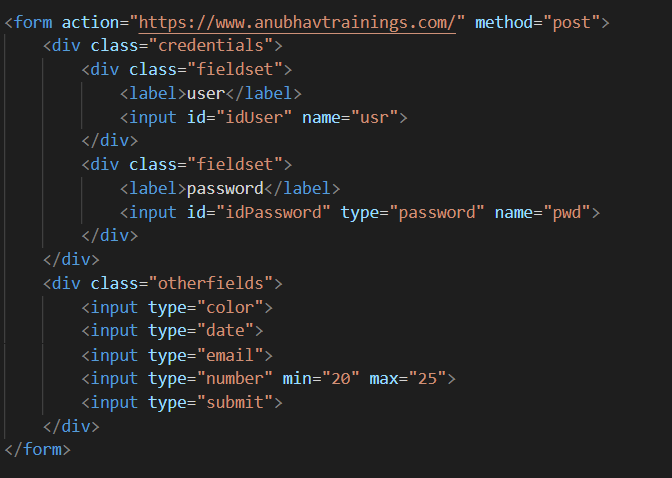 <form action="https://www.anubhavtrainings.com/" method="post">
    <div class="credentials">
        <div class="fieldset">
            <label>user</label>
            <input id="idUser" name="usr">
        </div>
        <div class="fieldset">
            <label>password</label>
            <input id="idPassword" type="password" name="pwd">
        </div>
    </div>
    <div class="otherfields">
        <input type="color">
        <input type="date">
        <input type="email">
        <input type="number" min="20" max="25">
        <input type="submit">
    </div>
</form>